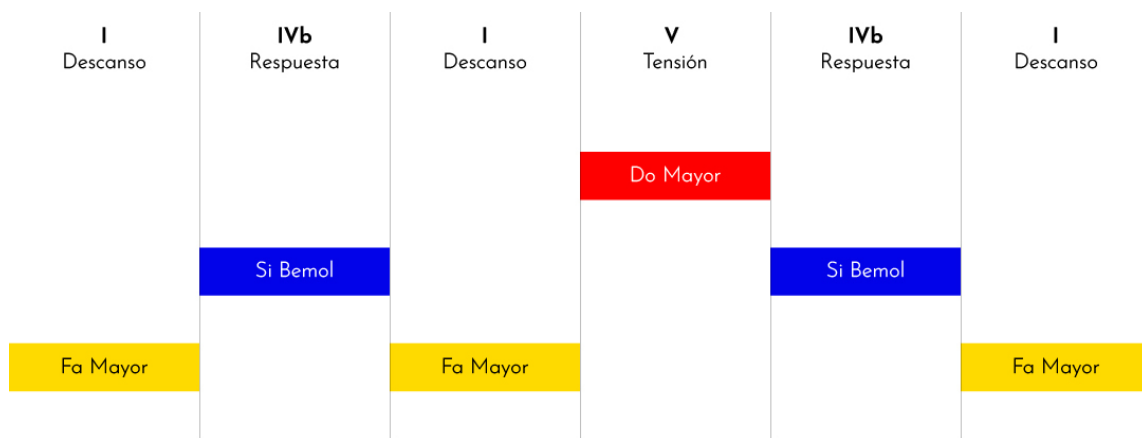 I
Descanso
IVb
Respuesta
I
Descanso
V
Tensión
IVb
Respuesta
I
Descanso
Do Mayor
Si Bemol
Si Bemol
Fa Mayor
Fa Mayor
Fa Mayor